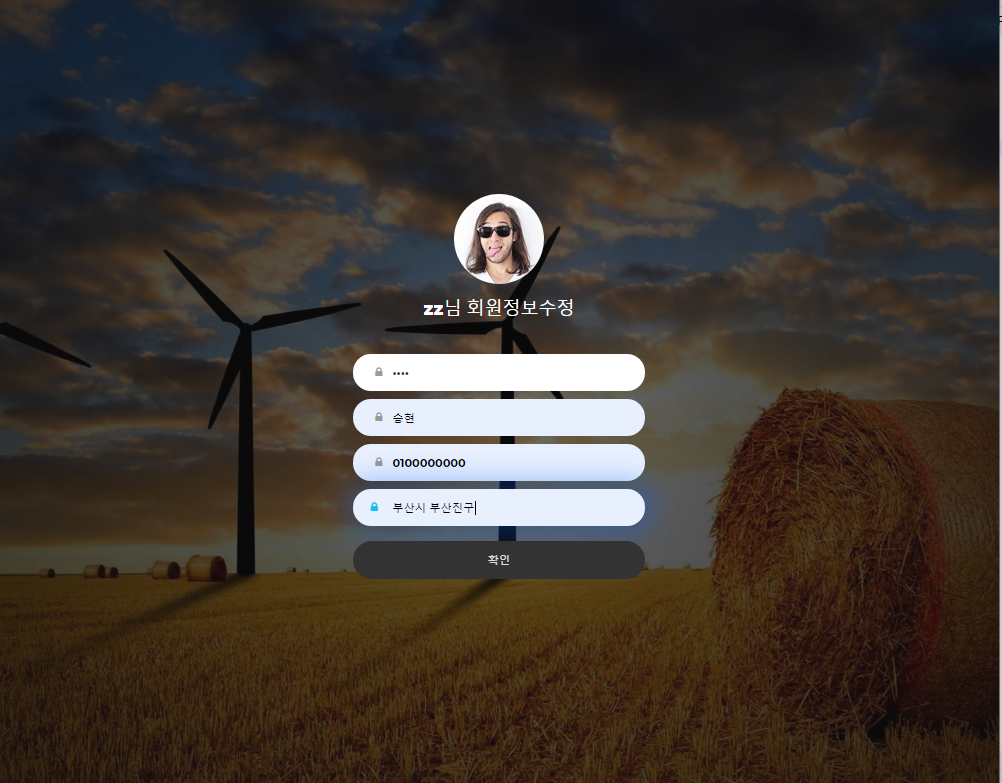 zz님 회원정보수정
••••
승현
0100000000
부산시 부산진구
확인